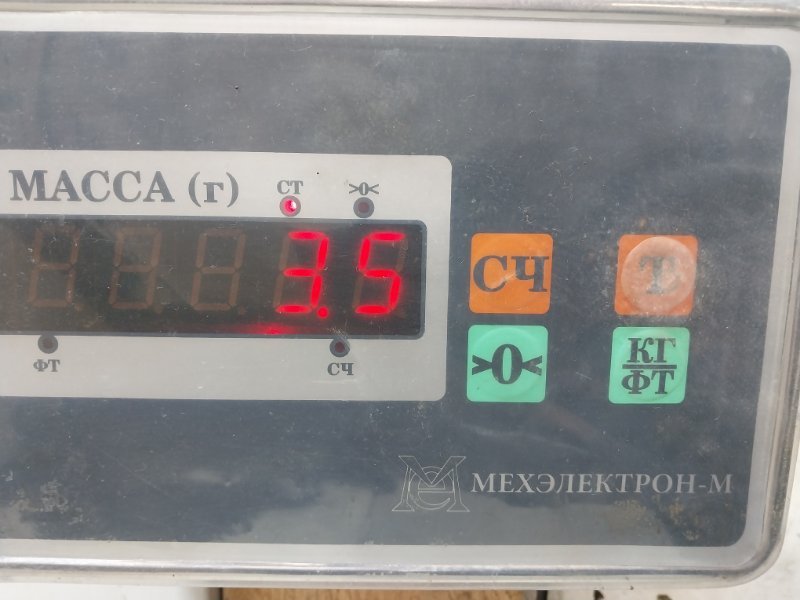 МАССА (г) СТ >0<
3.5
ФТ СЧ
СЧ Т
>0< КГ/ФТ
МЕХЭЛЕКТРОН-М